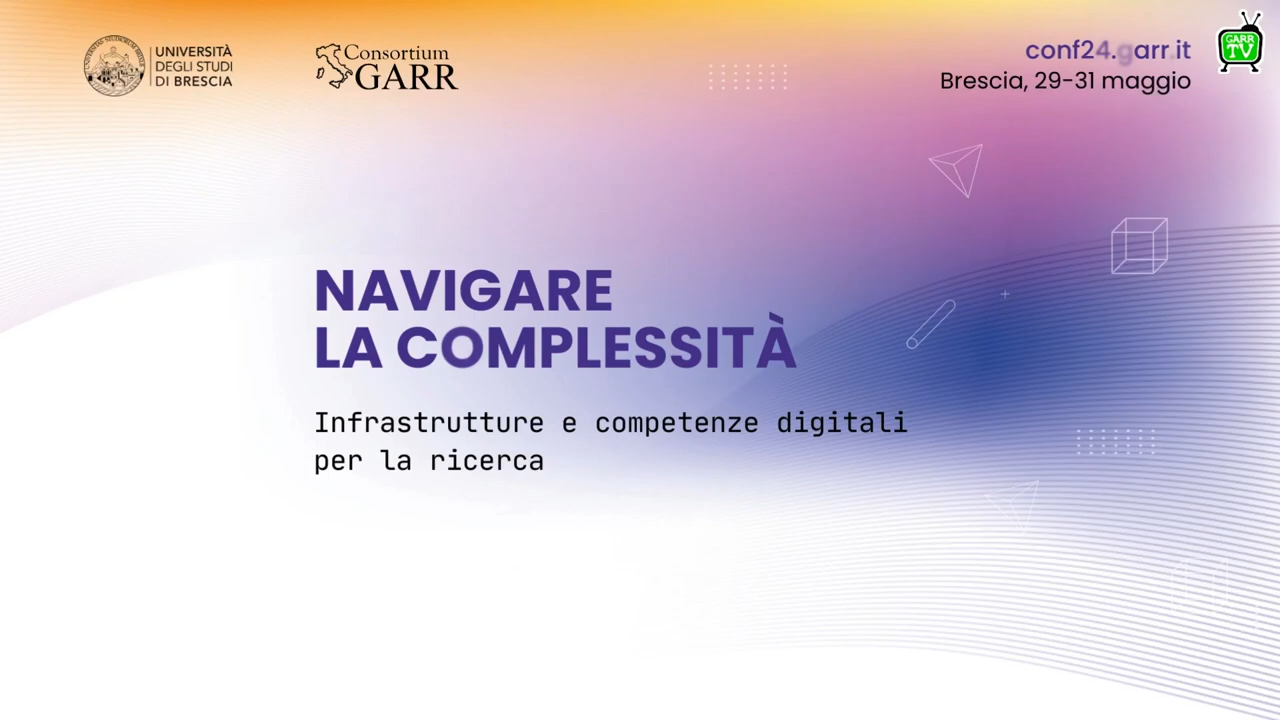 UNIVERSITÀ
DEGLI STUDI
DI BRESCIA
Consortium
GARR
conf24.garr.it
Brescia, 29-31 maggio
GARR
TV
NAVIGARE
LA COMPLESSITÀ
Infrastrutture e competenze digitali
per la ricerca